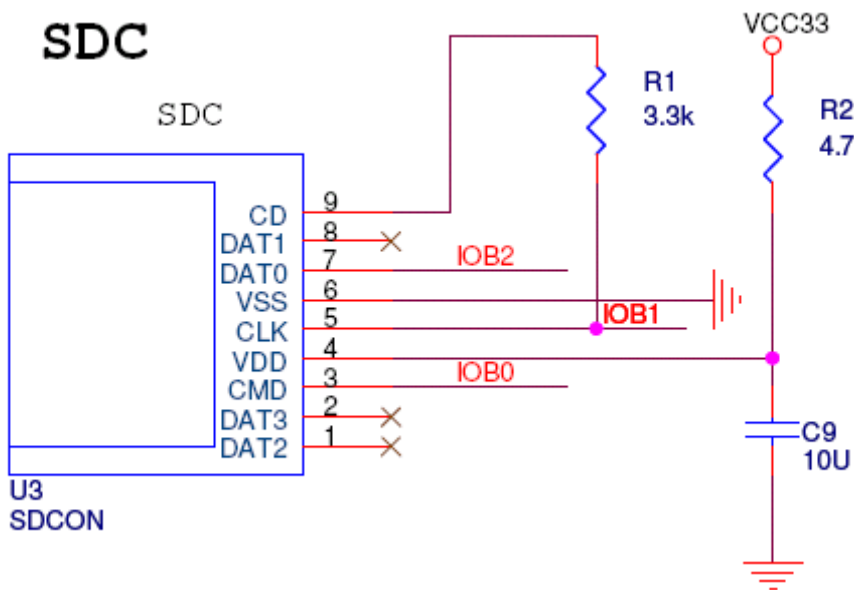 SDC
SDC
VCC33
R1
3.3k
R2
4.7
CD 9
DAT1 8
DAT0 7 IOB2
VSS 6
CLK 5 IOB1
VDD 4
CMD 3 IOB0
DAT3 2
DAT2 1
C9
10U
U3
SDCON